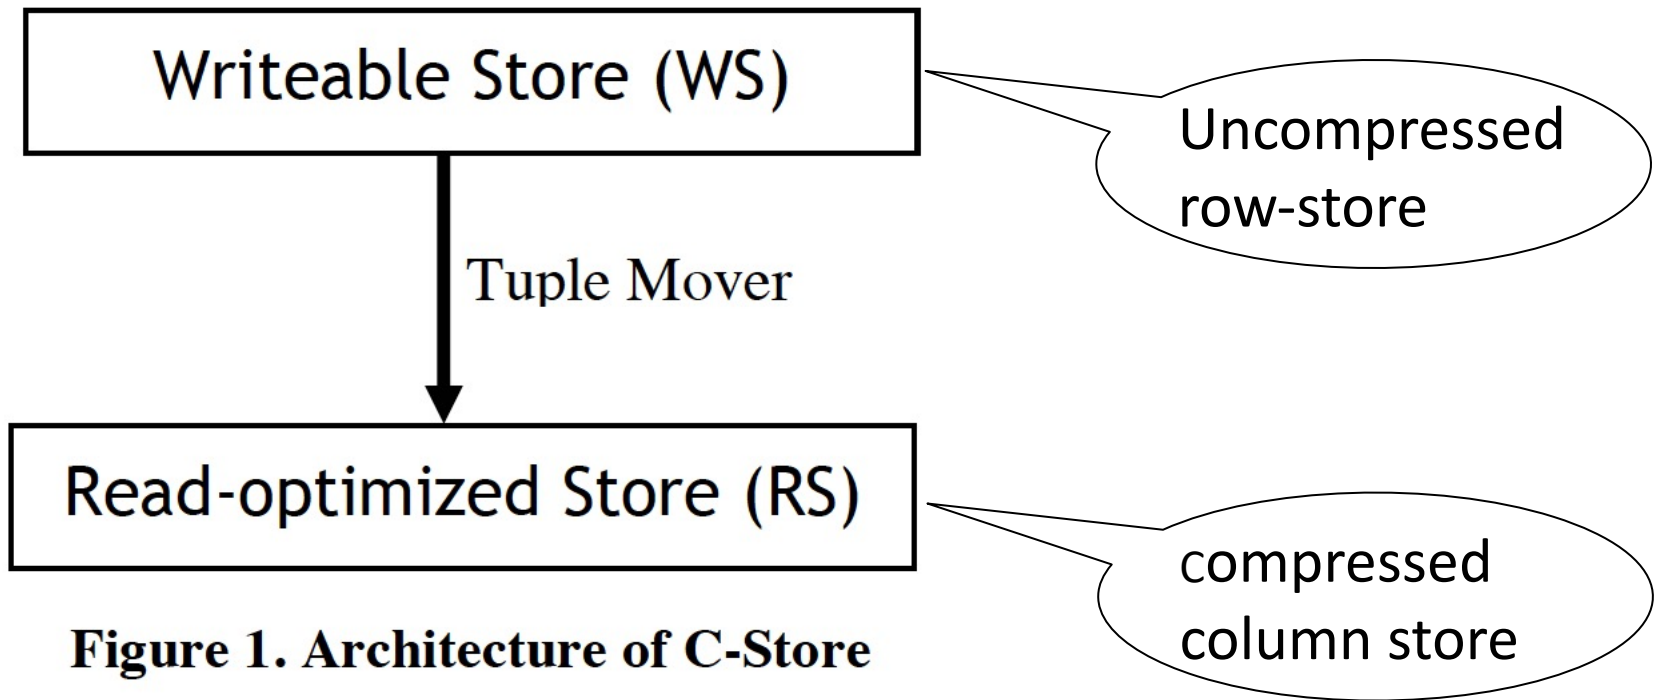 Writeable Store (WS)
Uncompressed
row-store
Tuple Mover
Read-optimized Store (RS)
compressed
column store
Figure 1. Architecture of C-Store